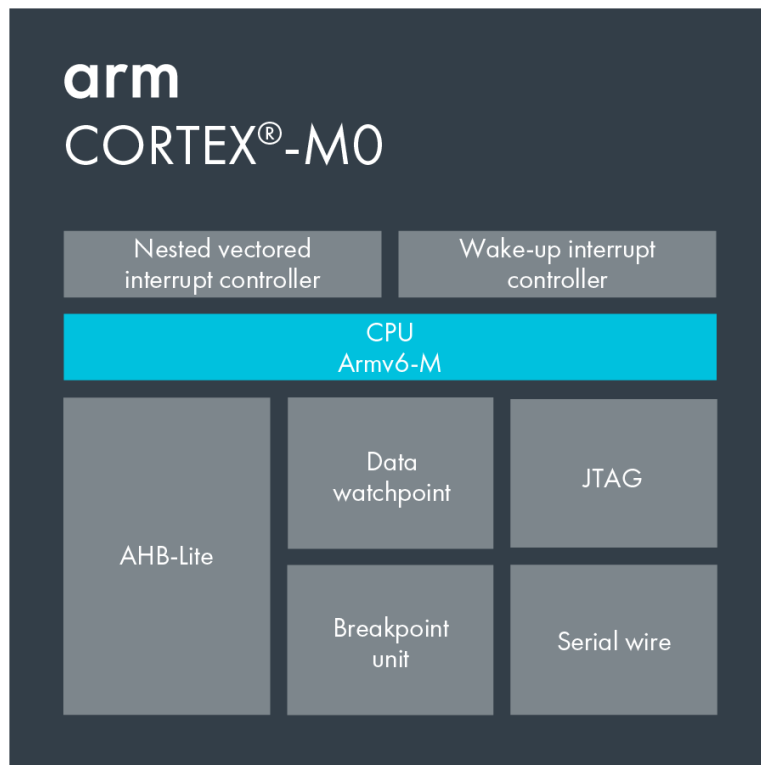 arm
CORTEX®-M0
Nested vectored
interrupt controller
Wake-up interrupt
controller
CPU
Armv6-M
AHB-Lite
Data
watchpoint
JTAG
Breakpoint
unit
Serial wire